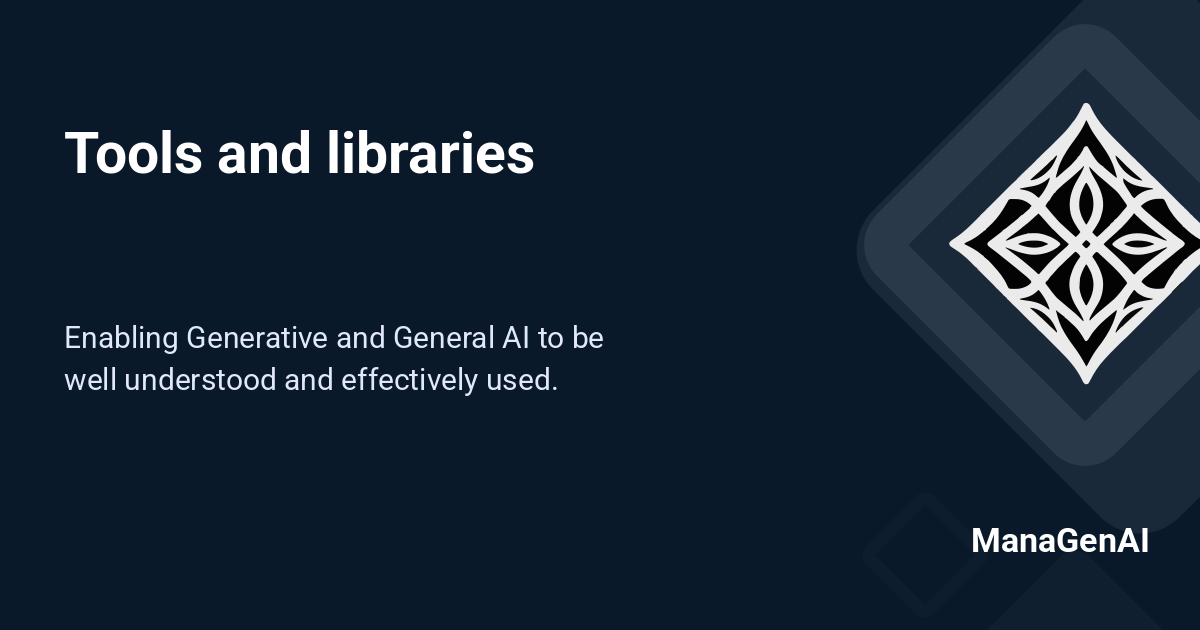 Tools and libraries
Enabling Generative and General AI to be
well understood and effectively used.
ManaGenAI